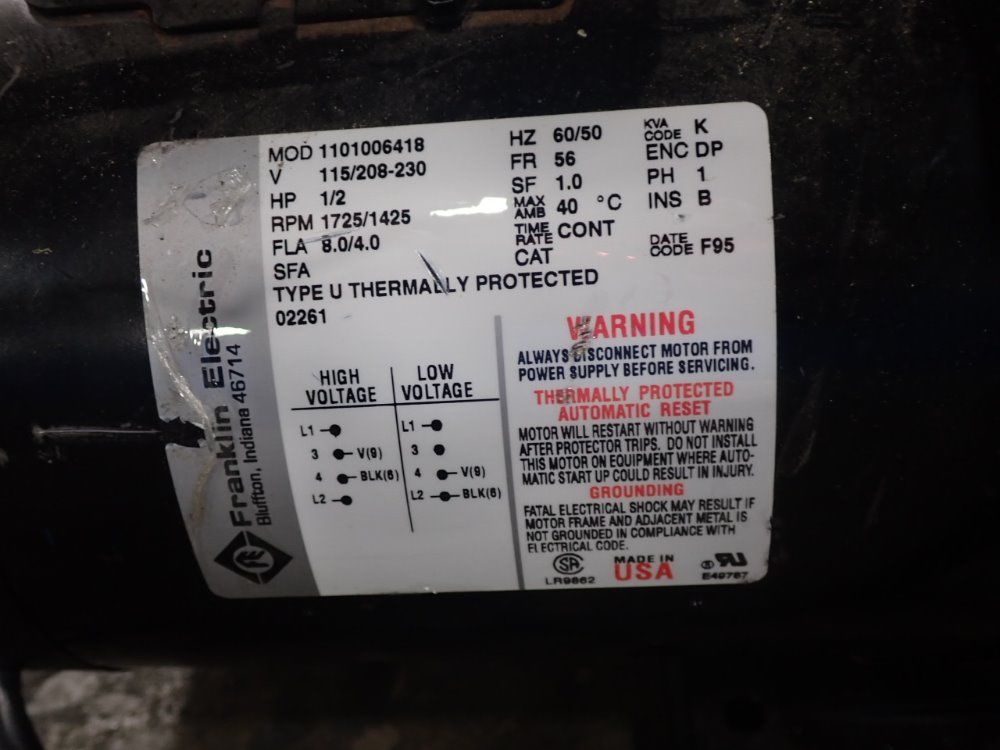 MOD 1101006418
V 115/208-230
HP 1/2
RPM 1725/1425
FLA 8.0/4.0
SFA
TYPE U THERMALLY PROTECTED
02261
HZ 60/50
FR 56
SF 1.0
MAX AMB 40 °C
TIME RATE CONT
CAT
KVA CODE K
ENC DP
PH 1
INS B
DATE CODE F95
Franklin Electric
Bluffton, Indiana 46714
FE
HIGH VOLTAGE
L1
3 V(9)
4 BLK(6)
L2
LOW VOLTAGE
L1
3
4 V(9)
L2 BLK(6)
WARNING
ALWAYS DISCONNECT MOTOR FROM
POWER SUPPLY BEFORE SERVICING.
THERMALLY PROTECTED
AUTOMATIC RESET
MOTOR WILL RESTART WITHOUT WARNING
AFTER PROTECTOR TRIPS. DO NOT INSTALL
THIS MOTOR ON EQUIPMENT WHERE AUTO-
MATIC START UP COULD RESULT IN INJURY.
GROUNDING
FATAL ELECTRICAL SHOCK MAY RESULT IF
MOTOR FRAME AND ADJACENT METAL IS
NOT GROUNDED IN COMPLIANCE WITH
ELECTRICAL CODE.
SA
LR9862
MADE IN
USA
® RU
E49767